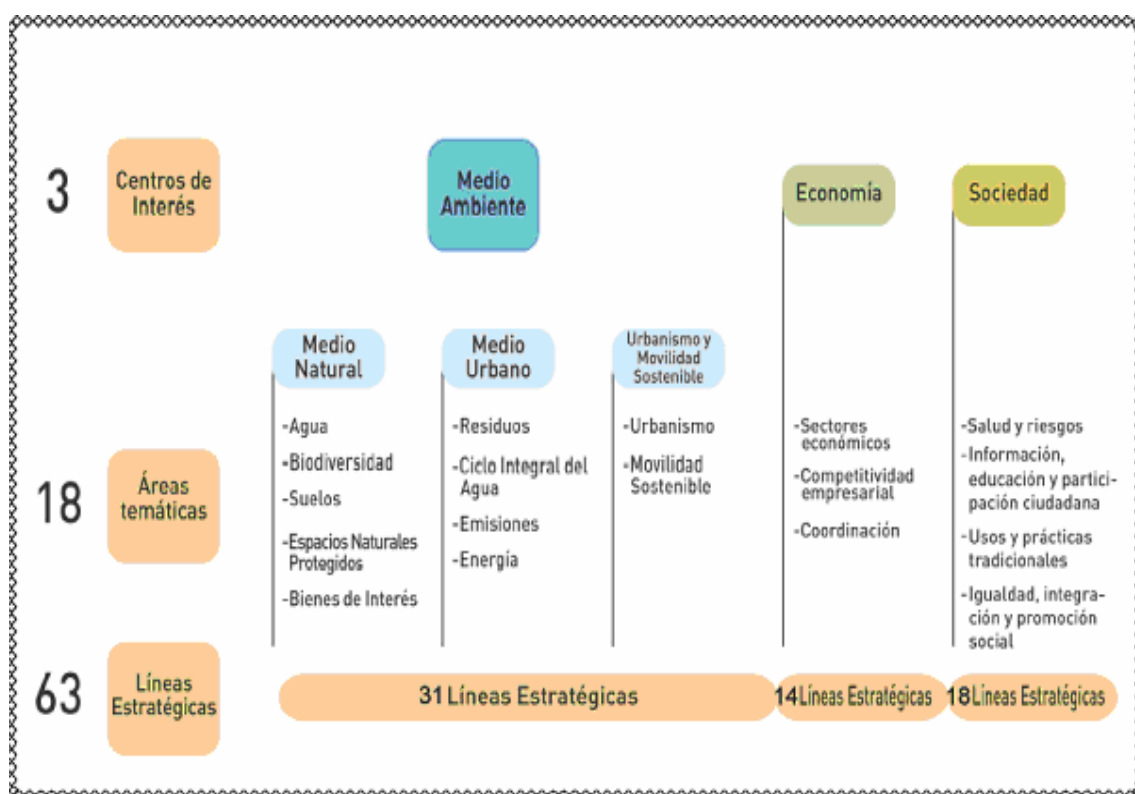 3
Centros de
Interés
Medio
Ambiente
Economía
Sociedad
Medio
Natural
Medio
Urbano
Urbanismo y
Movilidad
Sostenible
18
Áreas
temáticas
-Agua
-Biodiversidad
-Suelos
-Espacios Naturales
Protegidos
-Bienes de Interés
-Residuos
-Ciclo Integral del
Agua
-Emisiones
-Energía
-Urbanismo
-Movilidad
Sostenible
-Sectores
económicos
-Competitividad
empresarial
-Coordinación
-Salud y riesgos
-Información,
educación y partici-
pación ciudadana
-Usos y prácticas
tradicionales
-Igualdad, integra-
ción y promoción
social
63
Líneas
Estratégicas
31 Líneas Estratégicas
14 Líneas Estratégicas
18 Líneas Estratégicas